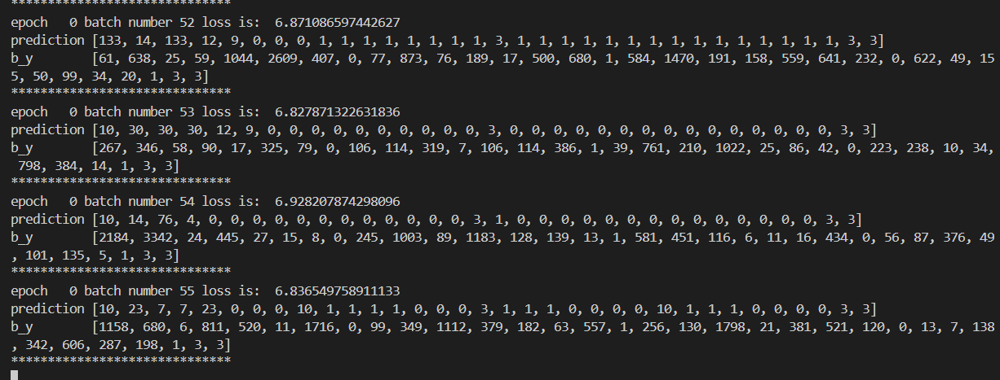 ******************************
epoch   0 batch number 52 loss is:  6.871086597442627
prediction [133, 14, 133, 12, 9, 0, 0, 0, 1, 1, 1, 1, 1, 1, 1, 1, 3, 1, 1, 1, 1, 1, 1, 1, 1, 1, 1, 1, 1, 1, 1, 1, 3, 3]
b_y        [61, 638, 25, 59, 1044, 2609, 407, 0, 77, 873, 76, 189, 17, 500, 680, 1, 584, 1470, 191, 158, 559, 641, 232, 0, 622, 49, 15
5, 50, 99, 34, 20, 1, 3, 3]
******************************
epoch   0 batch number 53 loss is:  6.827871322631836
prediction [10, 30, 30, 30, 12, 9, 0, 0, 0, 0, 0, 0, 0, 0, 0, 0, 3, 0, 0, 0, 0, 0, 0, 0, 0, 0, 0, 0, 0, 0, 0, 0, 3, 3]
b_y        [267, 346, 58, 90, 17, 325, 79, 0, 106, 114, 319, 7, 106, 114, 386, 1, 39, 761, 210, 1022, 25, 86, 42, 0, 223, 238, 10, 34,
 798, 384, 14, 1, 3, 3]
******************************
epoch   0 batch number 54 loss is:  6.928207874298096
prediction [10, 14, 76, 4, 0, 0, 0, 0, 0, 0, 0, 0, 0, 0, 0, 0, 3, 1, 0, 0, 0, 0, 0, 0, 0, 0, 0, 0, 0, 0, 0, 0, 3, 3]
b_y        [2184, 3342, 24, 445, 27, 15, 8, 0, 245, 1003, 89, 1183, 128, 139, 13, 1, 581, 451, 116, 6, 11, 16, 434, 0, 56, 87, 376, 49
, 101, 135, 5, 1, 3, 3]
******************************
epoch   0 batch number 55 loss is:  6.836549758911133
prediction [10, 23, 7, 7, 23, 0, 0, 0, 10, 1, 1, 1, 1, 0, 0, 0, 3, 1, 1, 1, 0, 0, 0, 0, 10, 1, 1, 1, 0, 0, 0, 0, 3, 3]
b_y        [1158, 680, 6, 811, 520, 11, 1716, 0, 99, 349, 1112, 379, 182, 63, 557, 1, 256, 130, 1798, 21, 381, 521, 120, 0, 13, 7, 138
, 342, 606, 287, 198, 1, 3, 3]
******************************